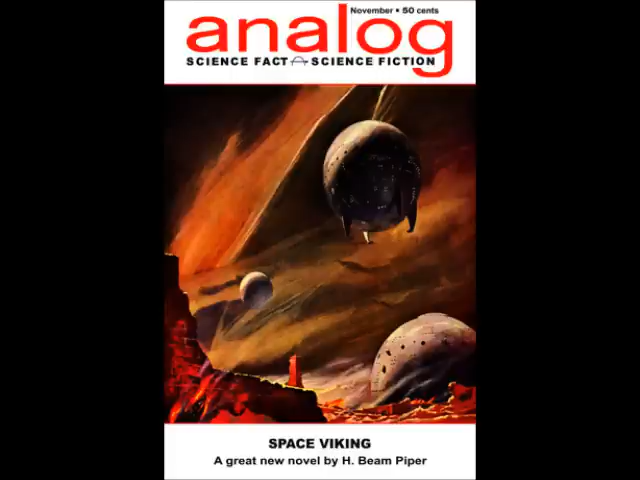 November • 50 cents
analog
SCIENCE FACT SCIENCE FICTION
SPACE VIKING
A great new novel by H. Beam Piper